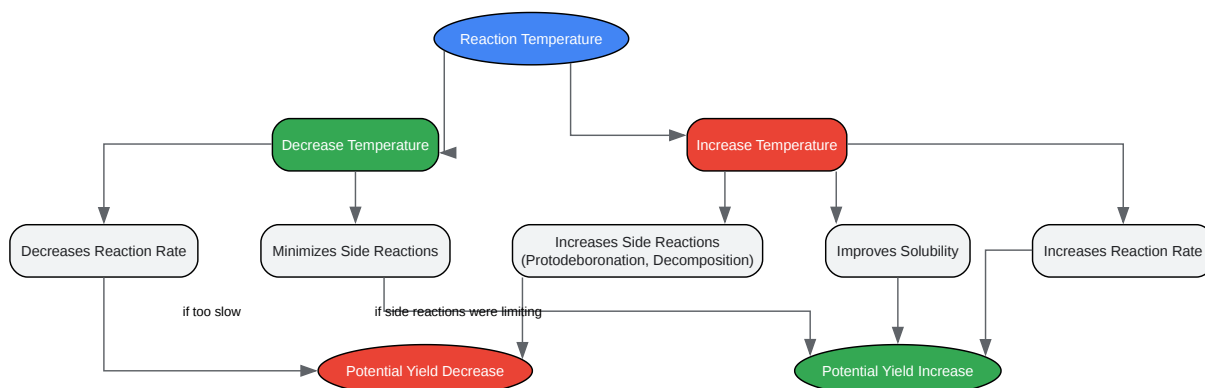 Reaction Temperature
Decrease Temperature
Increase Temperature
Decreases Reaction Rate
Minimizes Side Reactions
Increases Side Reactions
(Protodeboronation, Decomposition)
Improves Solubility
Increases Reaction Rate
if too slow
if side reactions were limiting
Potential Yield Decrease
Potential Yield Increase